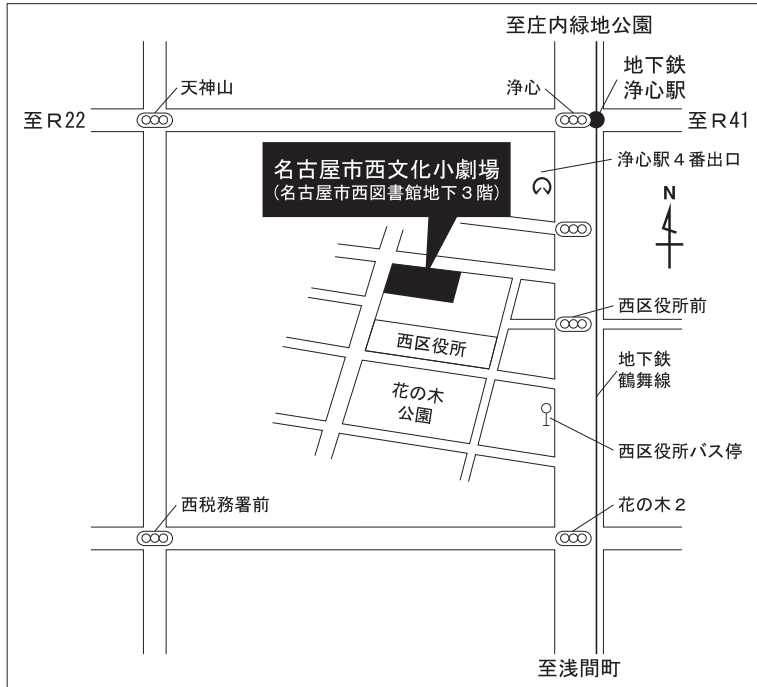 至庄内緑地公園
天神山
浄心
地下鉄
浄心駅
至R22
至R41
名古屋市西文化小劇場
(名古屋市西図書館地下3階)
浄心駅4番出口
N
西区役所前
西区役所
地下鉄
鶴舞線
花の木
公園
西区役所バス停
西税務署前
花の木2
至浅間町